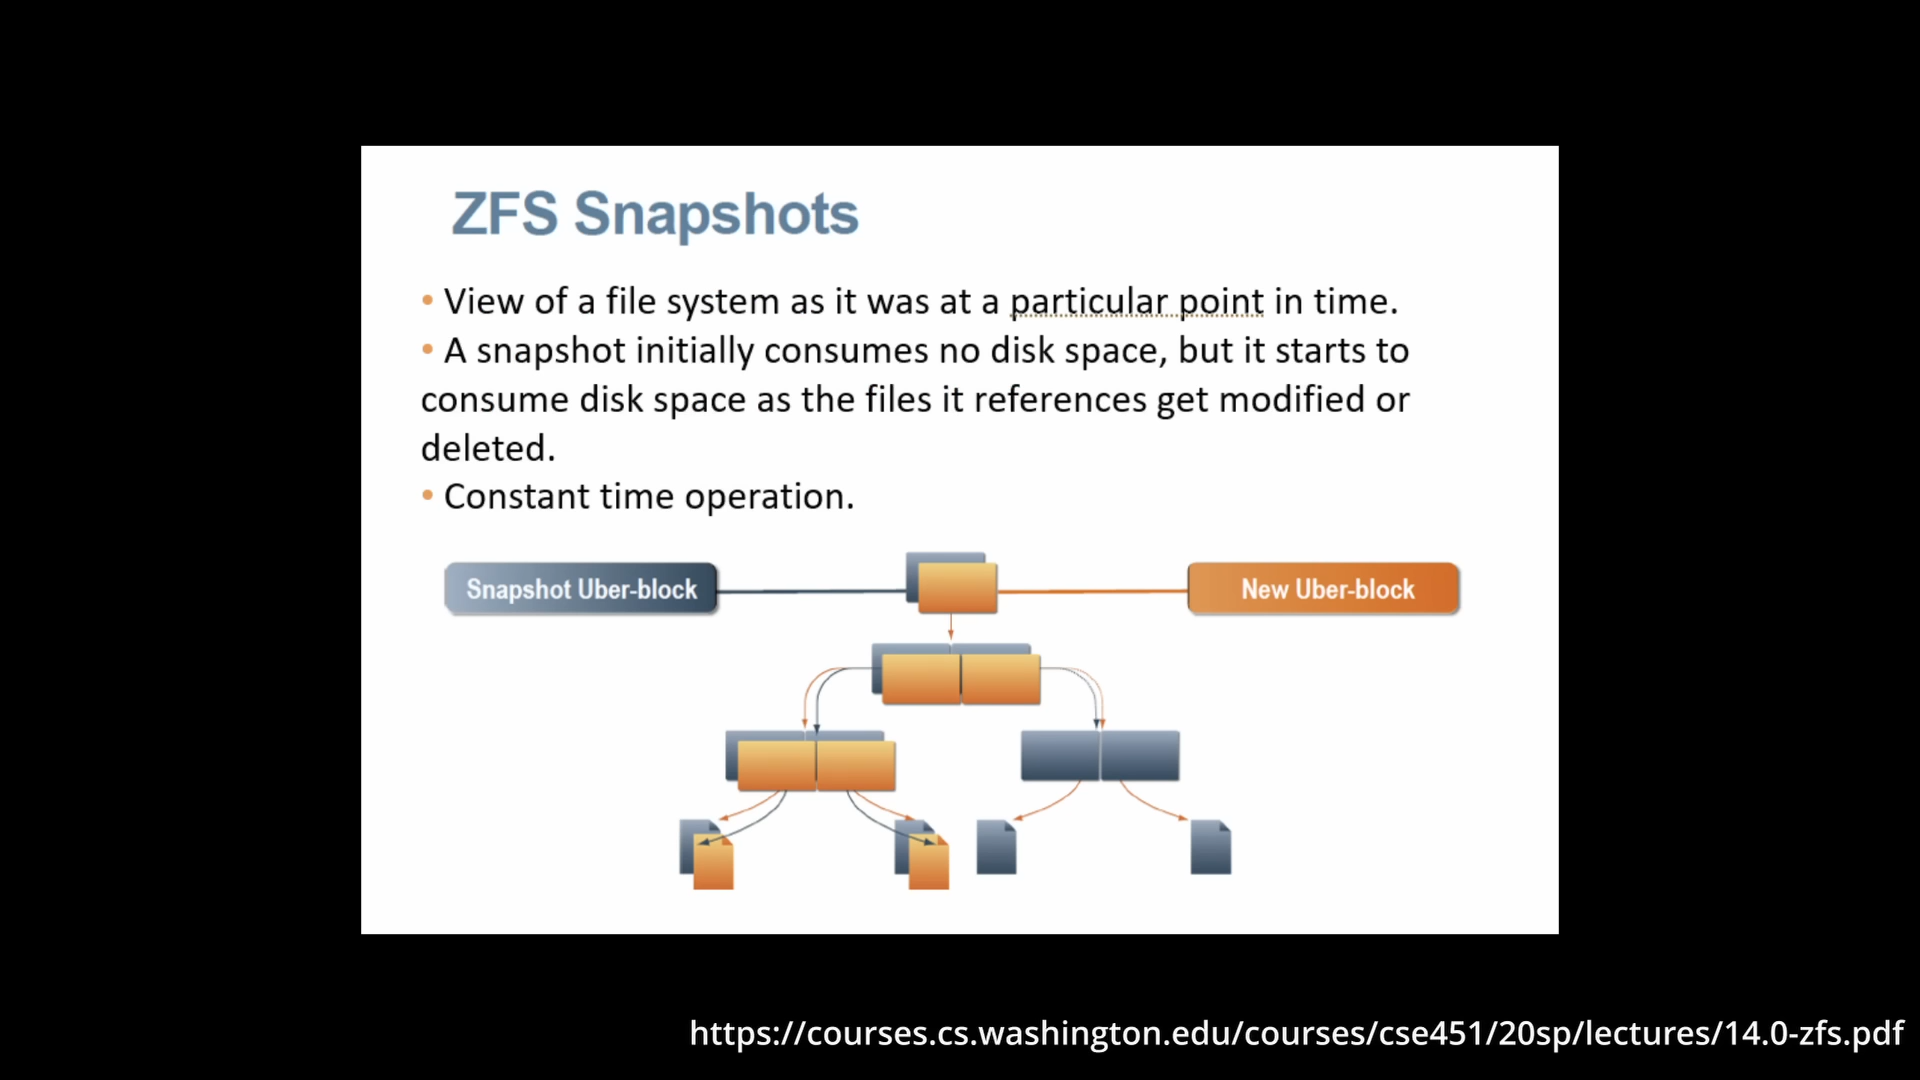 ZFS Snapshots
• View of a file system as it was at a particular point in time.
• A snapshot initially consumes no disk space, but it starts to
consume disk space as the files it references get modified or
deleted.
• Constant time operation.
Snapshot Uber-block
New Uber-block
https://courses.cs.washington.edu/courses/cse451/20sp/lectures/14.0-zfs.pdf